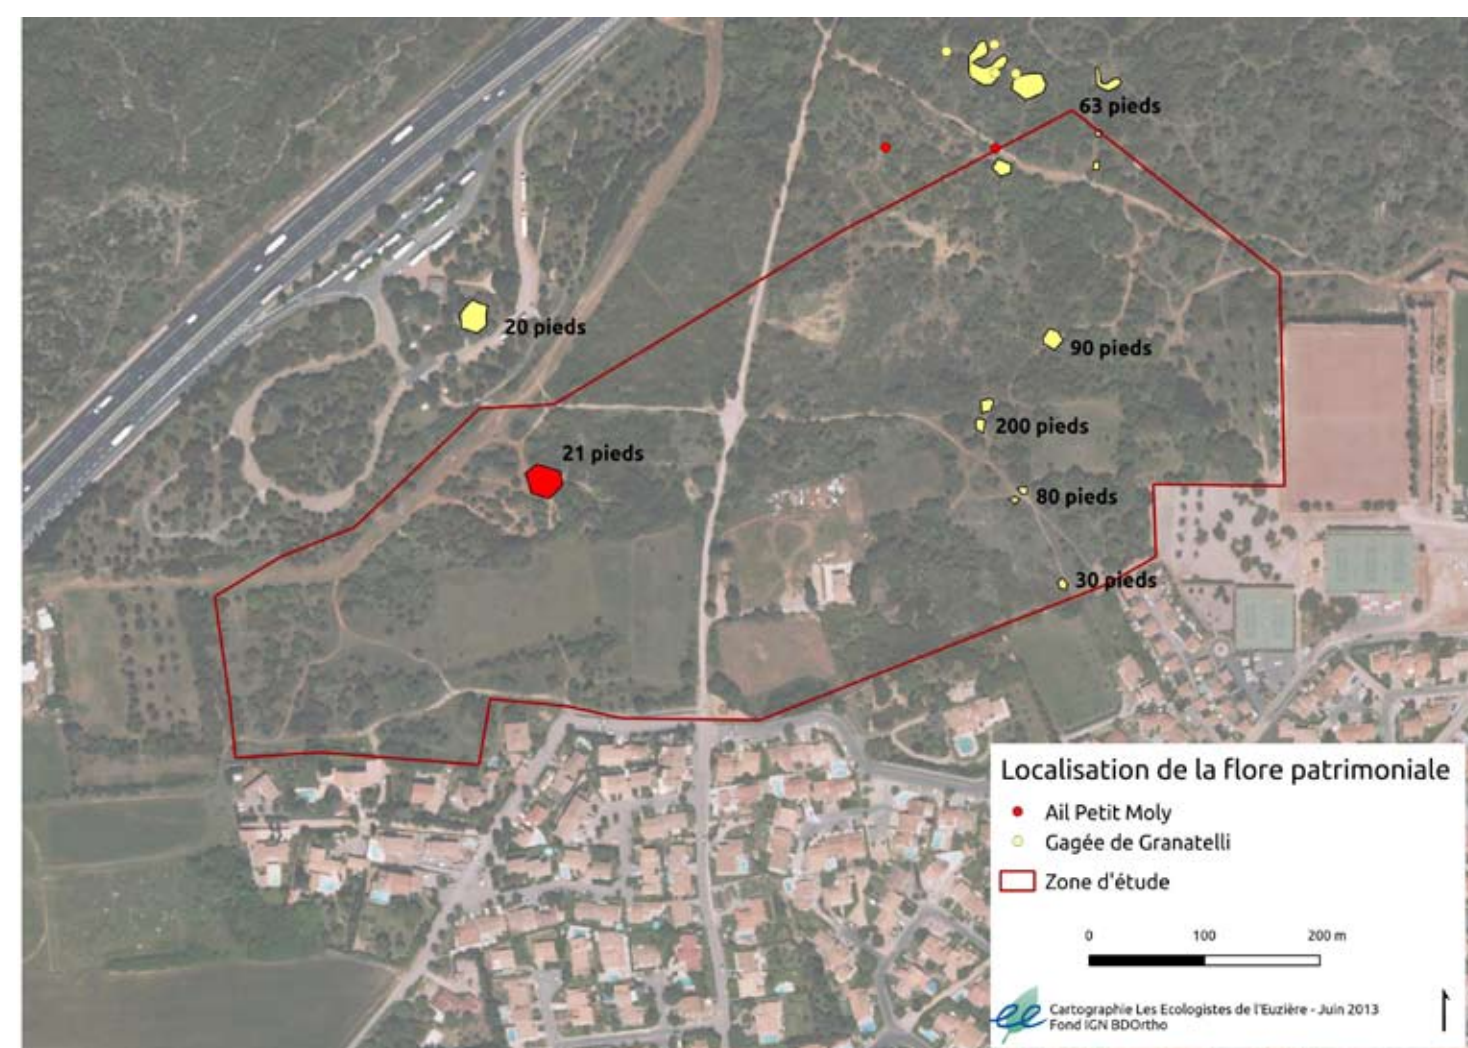 63 pieds
20 pieds
90 pieds
200 pieds
21 pieds
80 pieds
30 pieds
Localisation de la flore patrimoniale
Ail Petit Moly
Gagée de Granatelli
Zone d'étude
0 100 200 m
ee
Cartographie Les Ecologistes de l'Euzière - Juin 2013
Fond IGN BDOrtho